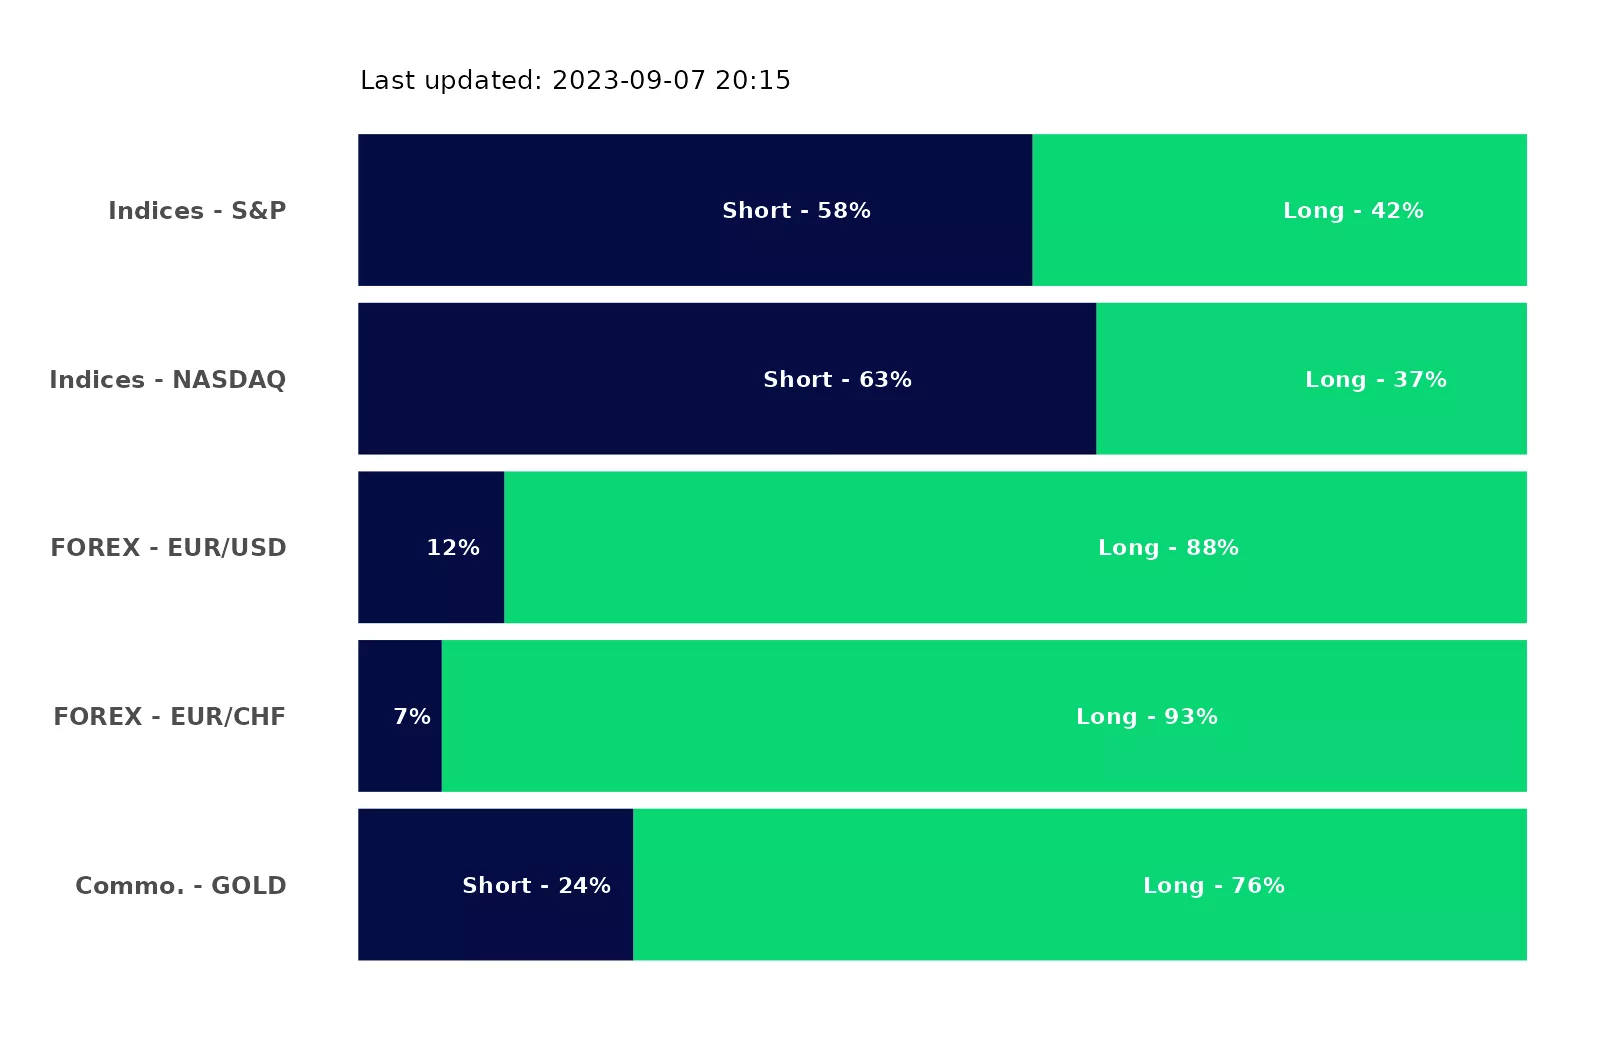 Last updated: 2023-09-07 20:15
Indices - S&P
Short - 58%
Long - 42%
Indices - NASDAQ
Short - 63%
Long - 37%
FOREX - EUR/USD
12%
Long - 88%
FOREX - EUR/CHF
7%
Long - 93%
Commo. - GOLD
Short - 24%
Long - 76%